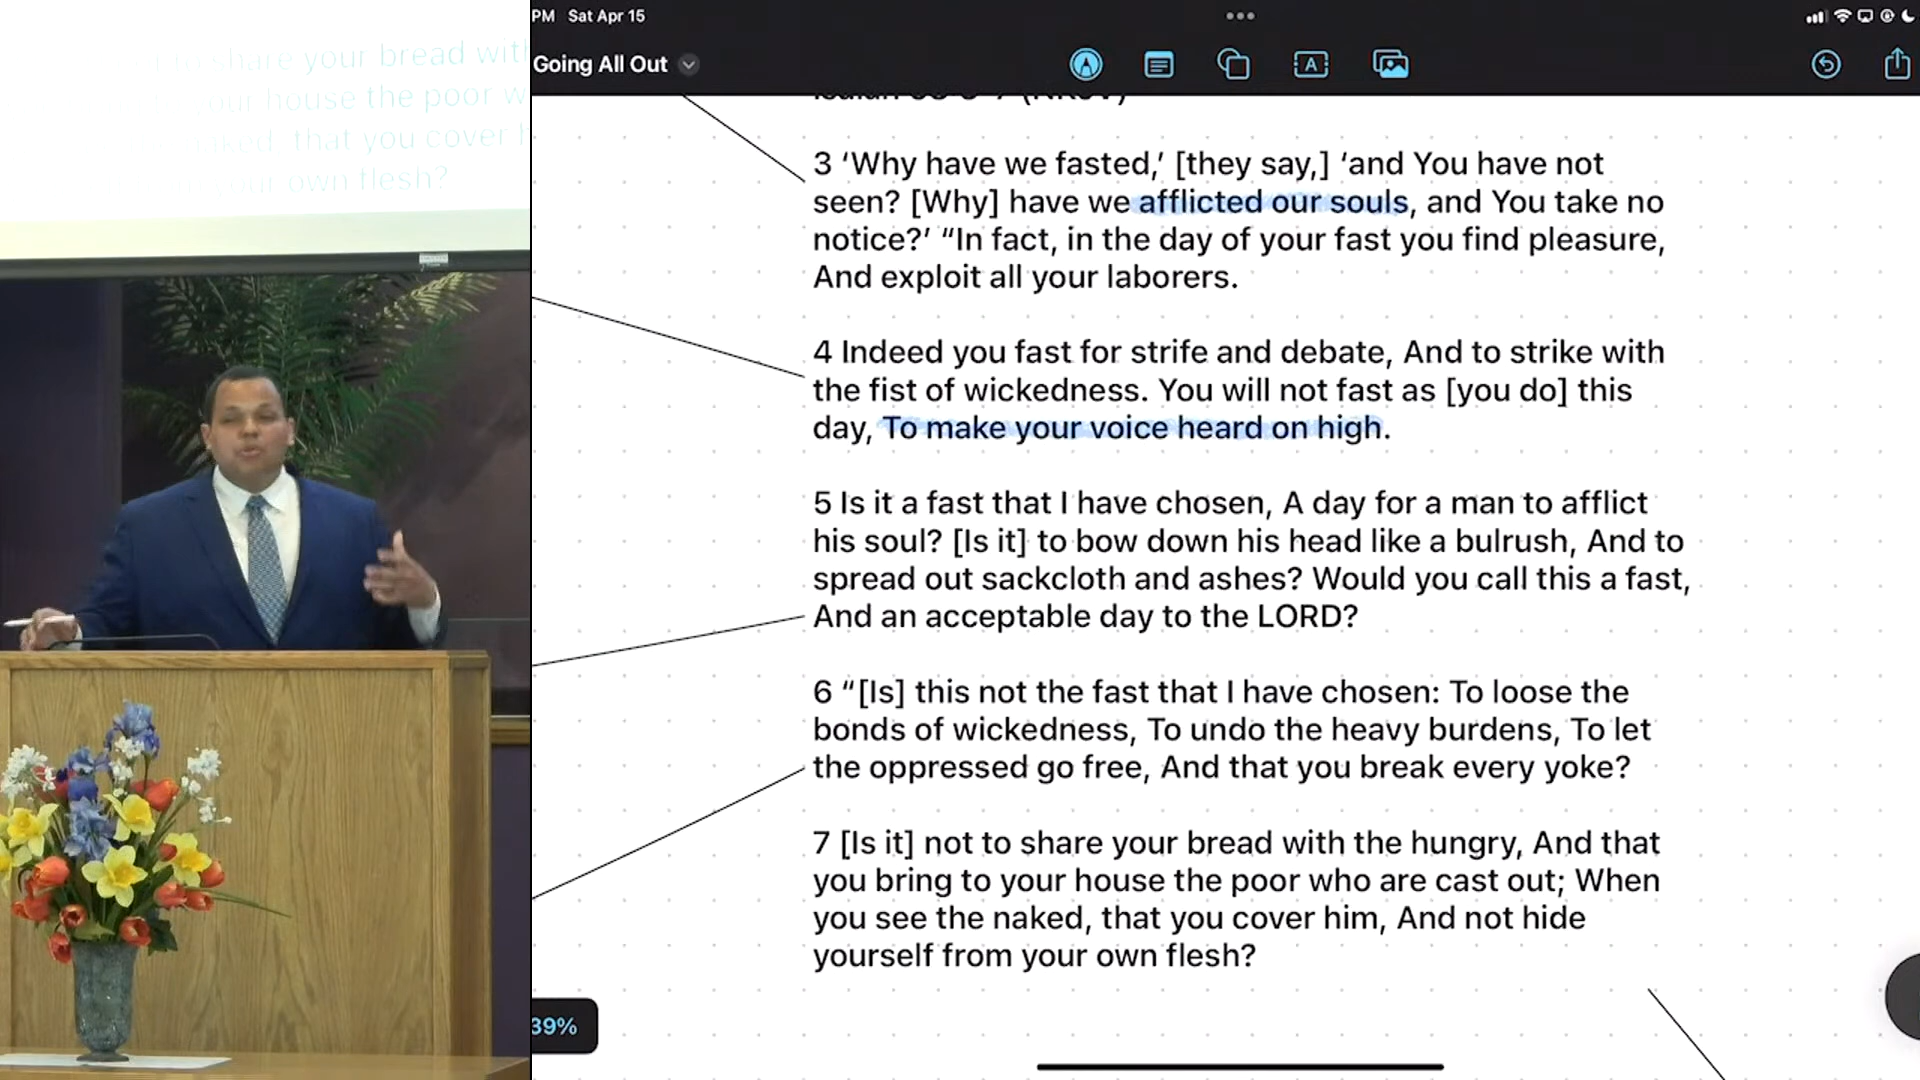 to share your bread with
your house the poor w
that you cover h
your own flesh?
PM Sat Apr 15
Going All Out
A
3 ‘Why have we fasted,’ [they say,] ‘and You have not
seen? [Why] have we afflicted our souls, and You take no
notice?’ “In fact, in the day of your fast you find pleasure,
And exploit all your laborers.
4 Indeed you fast for strife and debate, And to strike with
the fist of wickedness. You will not fast as [you do] this
day, To make your voice heard on high.
5 Is it a fast that I have chosen, A day for a man to afflict
his soul? [Is it] to bow down his head like a bulrush, And to
spread out sackcloth and ashes? Would you call this a fast,
And an acceptable day to the LORD?
6 “[Is] this not the fast that I have chosen: To loose the
bonds of wickedness, To undo the heavy burdens, To let
the oppressed go free, And that you break every yoke?
7 [Is it] not to share your bread with the hungry, And that
you bring to your house the poor who are cast out; When
you see the naked, that you cover him, And not hide
yourself from your own flesh?
39%